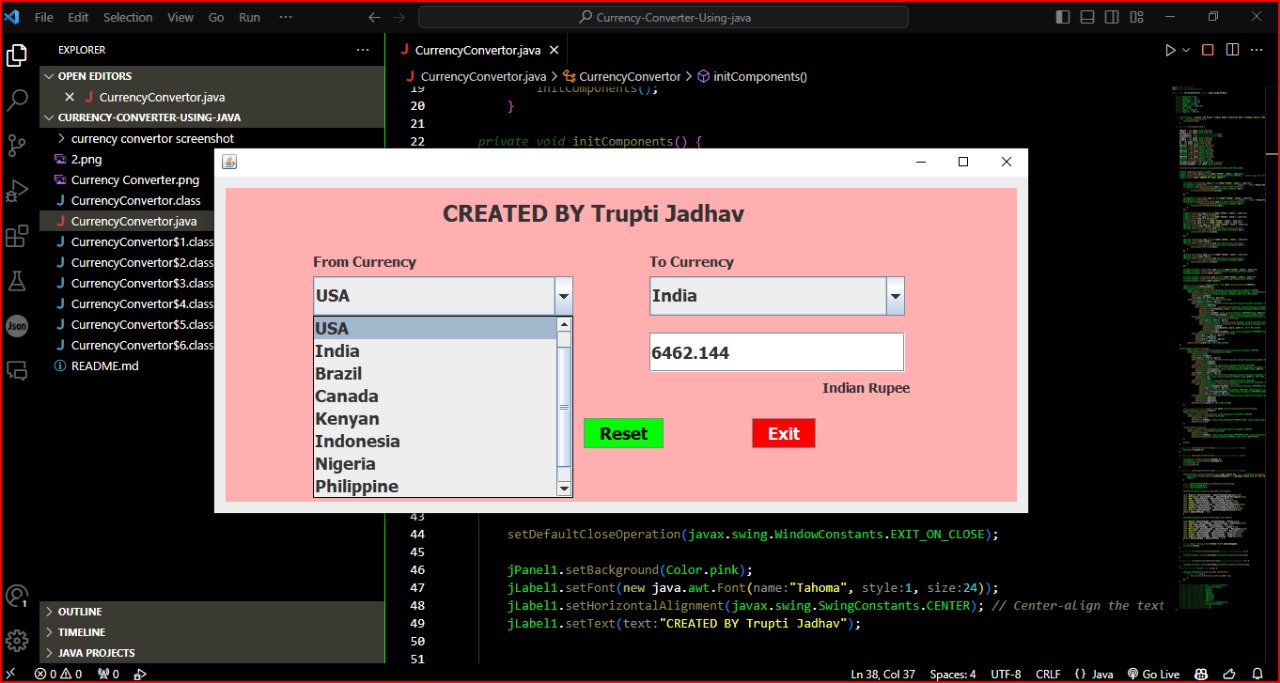 File Edit Selection View Go Run ···
Currency-Converter-Using-java
EXPLORER
OPEN EDITORS
CurrencyConvertor.java
CURRENCY-CONVERTER-USING-JAVA
currency convertor screenshot
2.png
Currency Converter.png
CurrencyConvertor.class
CurrencyConvertor.java
CurrencyConvertor$1.class
CurrencyConvertor$2.class
CurrencyConvertor$3.class
CurrencyConvertor$4.class
CurrencyConvertor$5.class
CurrencyConvertor$6.class
README.md
OUTLINE
TIMELINE
JAVA PROJECTS
Json
1
CurrencyConvertor.java
CurrencyConvertor.java > CurrencyConvertor > initComponents()
19 initComponents();
20 }
21
22 private void initComponents() {
CREATED BY Trupti Jadhav
From Currency
USA
USA
India
Brazil
Canada
Kenyan
Indonesia
Nigeria
Philippine
To Currency
India
6462.144
Indian Rupee
Reset
Exit
43
44 setDefaultCloseOperation(javax.swing.WindowConstants.EXIT_ON_CLOSE);
45
46 jPanel1.setBackground(Color.pink);
47 jLabel1.setFont(new java.awt.Font(name:"Tahoma", style:1, size:24));
48 jLabel1.setHorizontalAlignment(javax.swing.SwingConstants.CENTER); // Center-align the text
49 jLabel1.setText(text:"CREATED BY Trupti Jadhav");
50
51
0 0 0
Ln 38, Col 37 Spaces: 4 UTF-8 CRLF {} Java Go Live